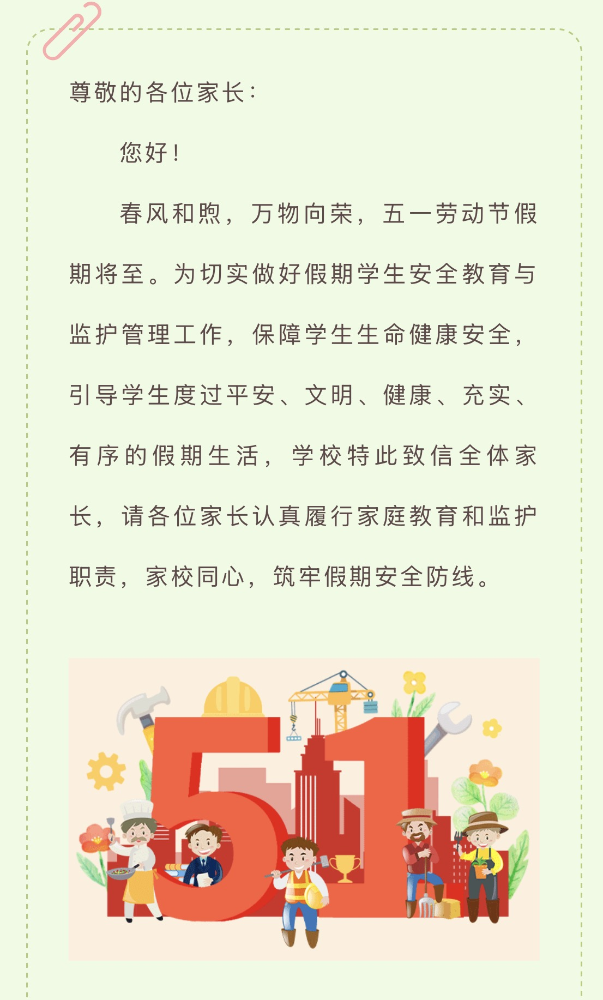 尊敬的各位家长：
您好！
春风和煦，万物向荣，五一劳动节假
期将至。为切实做好假期学生安全教育与
监护管理工作，保障学生生命健康安全，
引导学生度过平安、文明、健康、充实、
有序的假期生活，学校特此致信全体家
长，请各位家长认真履行家庭教育和监护
职责，家校同心，筑牢假期安全防线。
51